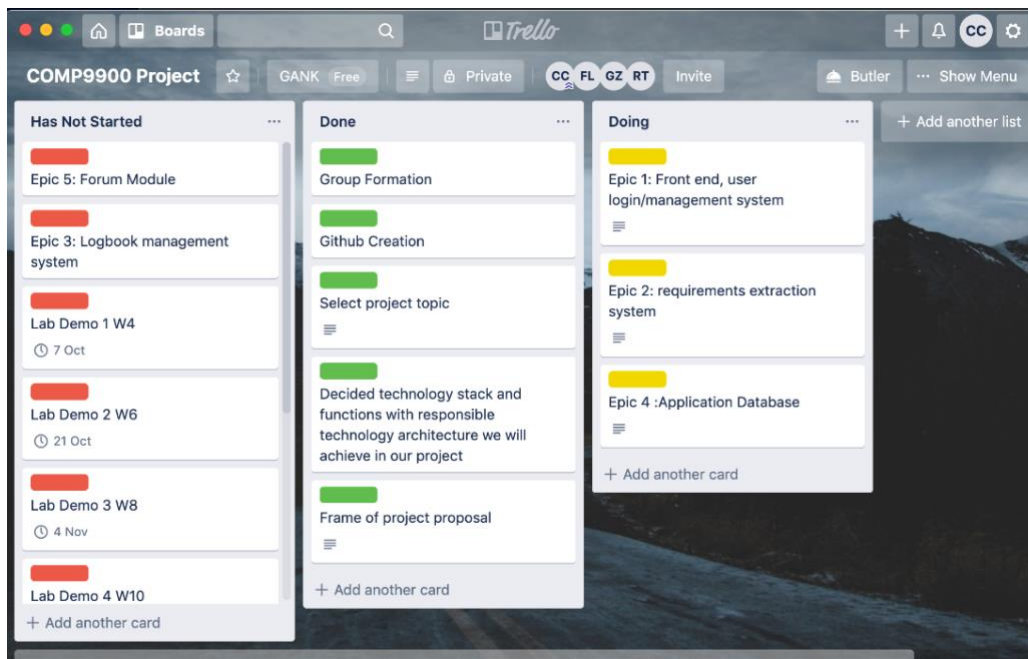 Boards
Trello
CC
COMP9900 Project
GANK Free
Private
CC FL GZ RT
Invite
Butler
... Show Menu
Has Not Started
Epic 5: Forum Module
Epic 3: Logbook management
system
Lab Demo 1 W4
7 Oct
Lab Demo 2 W6
21 Oct
Lab Demo 3 W8
4 Nov
Lab Demo 4 W10
+ Add another card
Done
Group Formation
Github Creation
Select project topic
Decided technology stack and
functions with responsible
technology architecture we will
achieve in our project
Frame of project proposal
+ Add another card
Doing
Epic 1: Front end, user
login/management system
Epic 2: requirements extraction
system
Epic 4 :Application Database
+ Add another card
+ Add another list